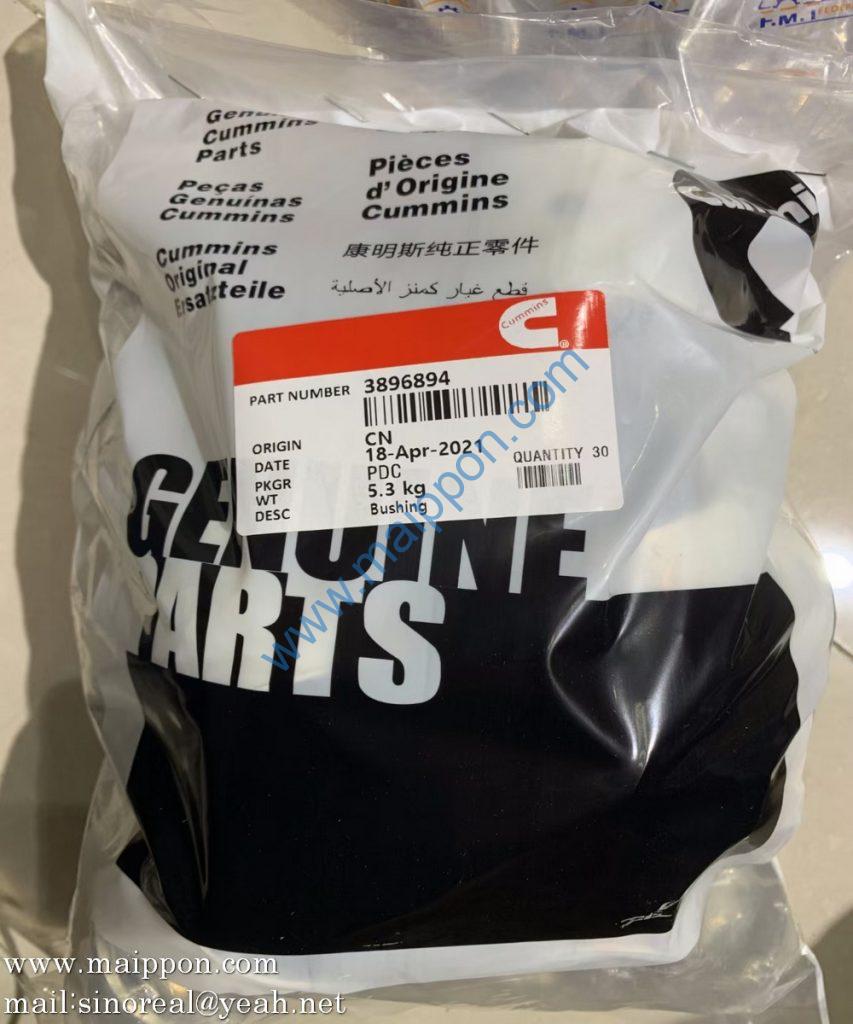 F.M.I FEDER
Genuine
Cummins
Parts
Pièces
d'Origine
Cummins
Peças
Genuínas
Cummins
康明斯纯正零件
Cummins
Original
Ersatzteile
قطع غيار كمنز الأصلية
Cummins
Cummins
®
PART NUMBER 3896894
ORIGIN CN
DATE 18-Apr-2021
PKGR PDC
QUANTITY 30
WT 5.3 kg
DESC Bushing
GENUINE
PARTS
www.maippon.com
www.maippon.com
mail:sinoreal@yeah.net